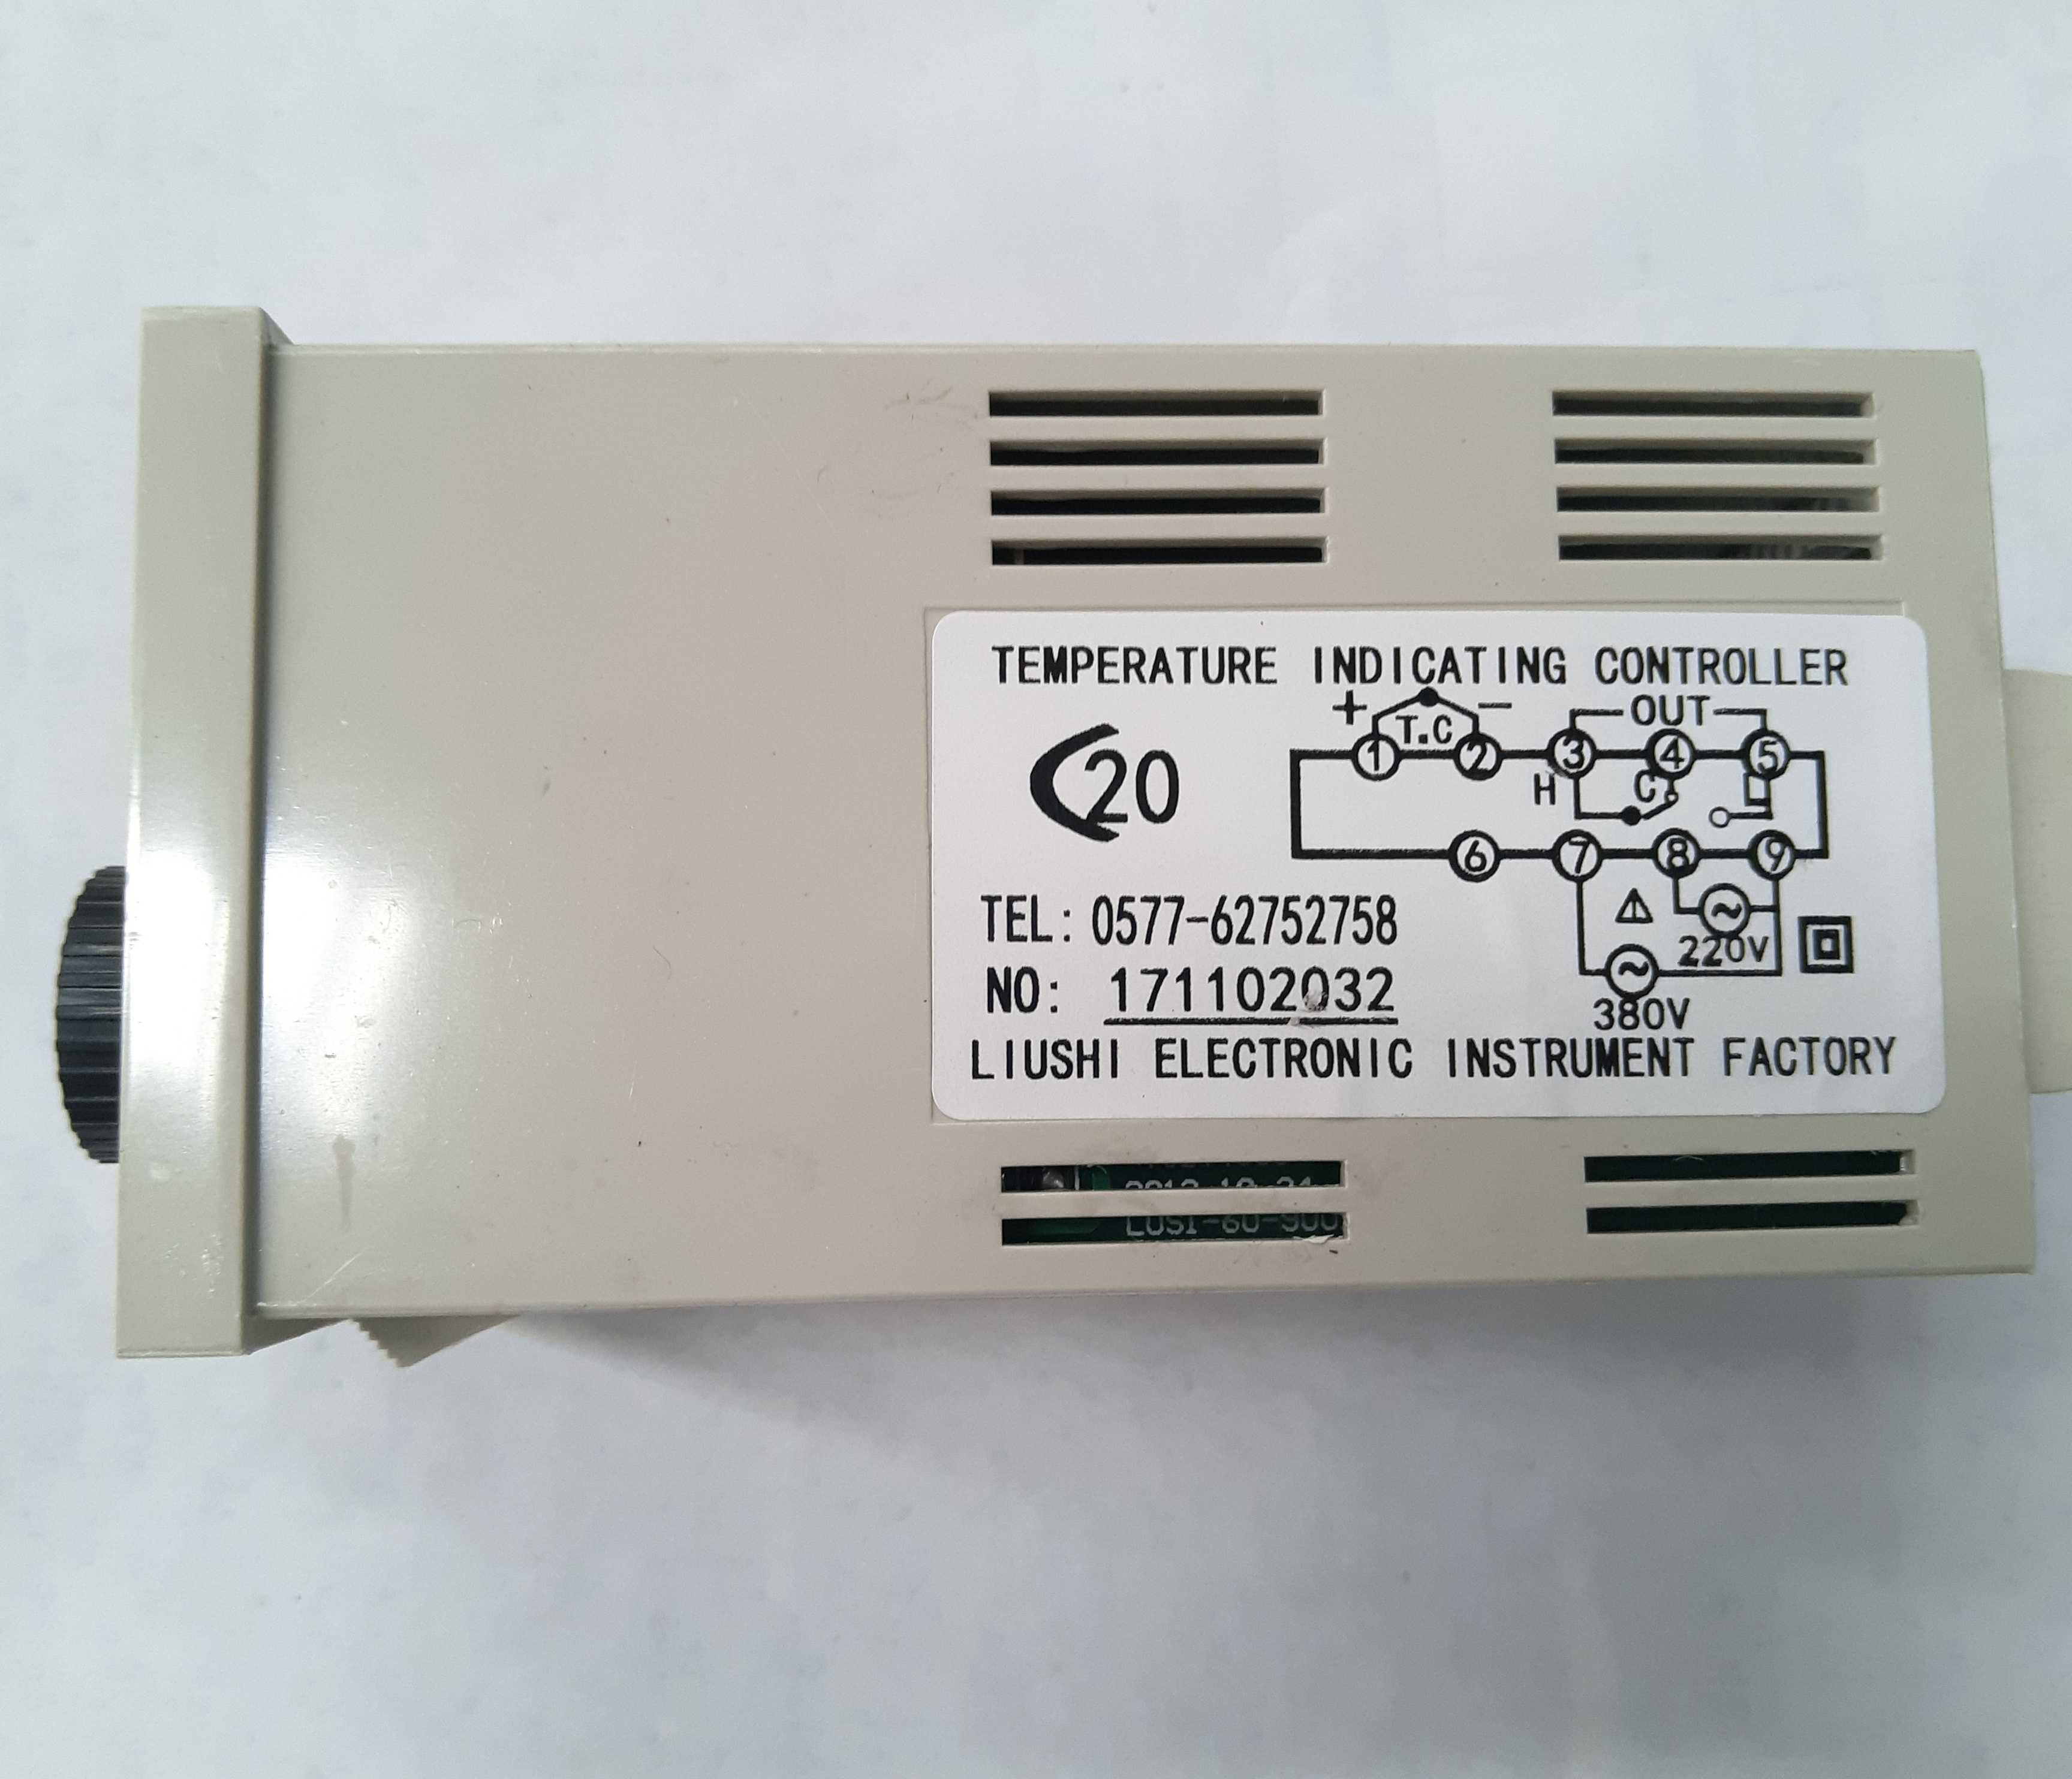 TEMPERATURE INDICATING CONTROLLER
+ T.C − OUT
1 2 3 4 5
20
H C
6 7 8 9
TEL: 0577-62752758
220V
NO: 171102032
380V
LIUSHI ELECTRONIC INSTRUMENT FACTORY